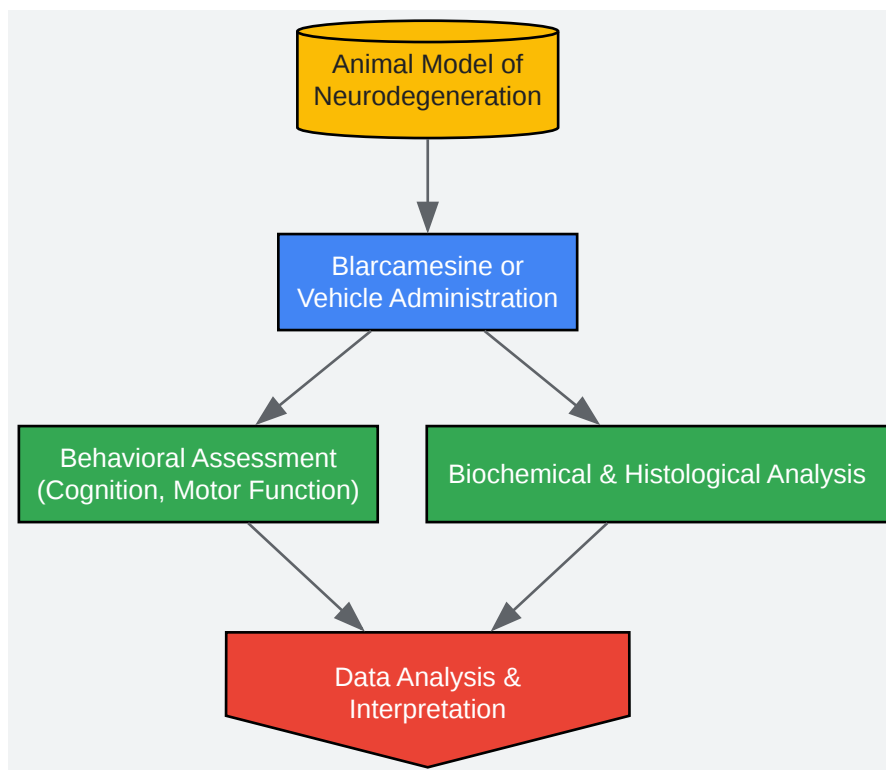 Animal Model of
Neurodegeneration
Blarcamesine or
Vehicle Administration
Behavioral Assessment
(Cognition, Motor Function)
Biochemical & Histological Analysis
Data Analysis &
Interpretation